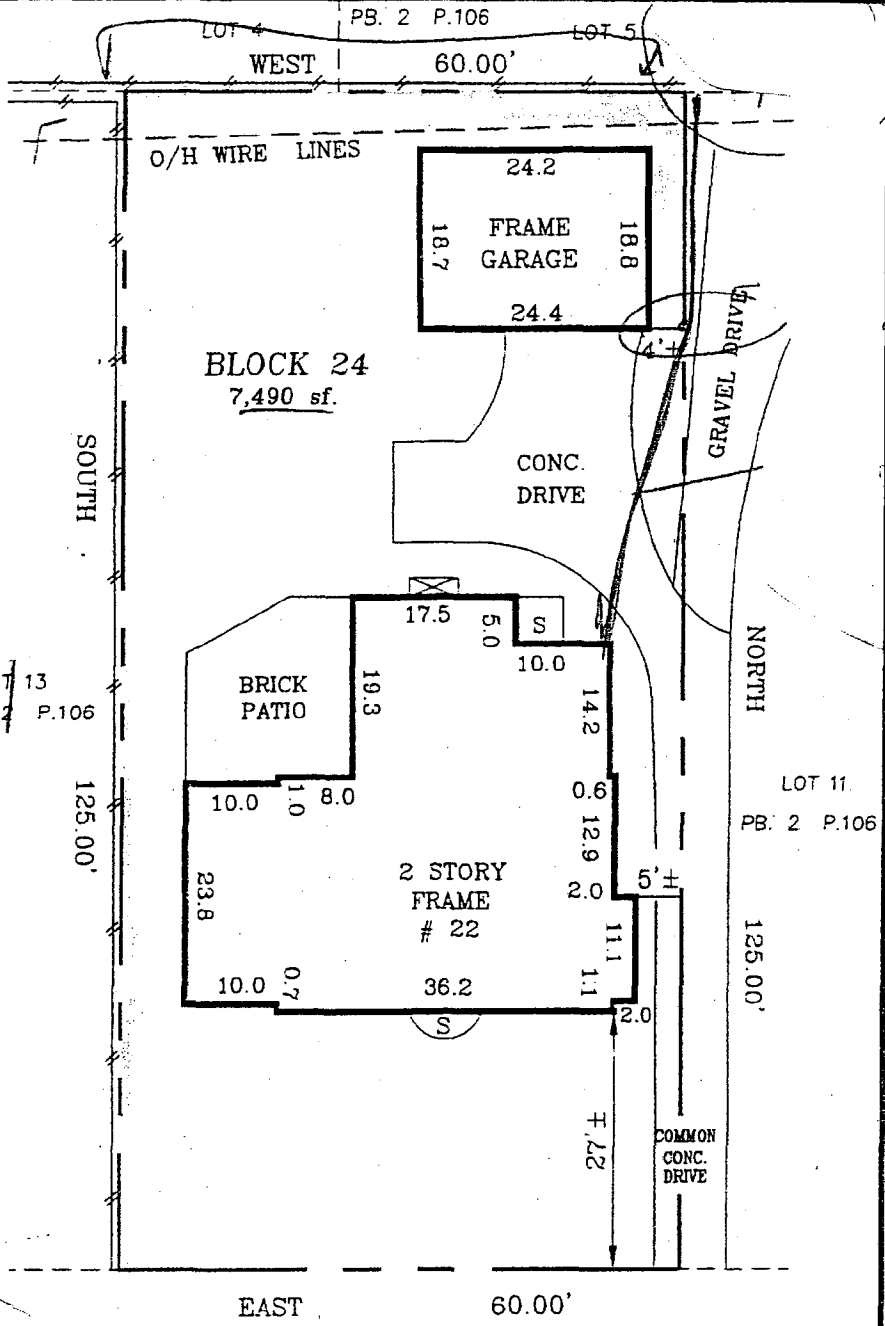 PB. 2 P.106
LOT 4
LOT 5
WEST 60.00'
O/H WIRE LINES
24.2
FRAME
GARAGE
18.7
18.8
24.4
4'±
GRAVEL DRIVE
BLOCK 24
7,490 sf.
SOUTH
CONC.
DRIVE
17.5
5.0
S
10.0
NORTH
13
P.106
BRICK
PATIO
19.3
14.2
10.0
1.0
8.0
0.6
LOT 11
PB. 2 P.106
125.00'
12.9
2 STORY
FRAME
# 22
2.0
5'±
23.8
11.1
125.00'
10.0
0.7
36.2
1.1
2.0
S
27'±
COMMON
CONC.
DRIVE
EAST 60.00'